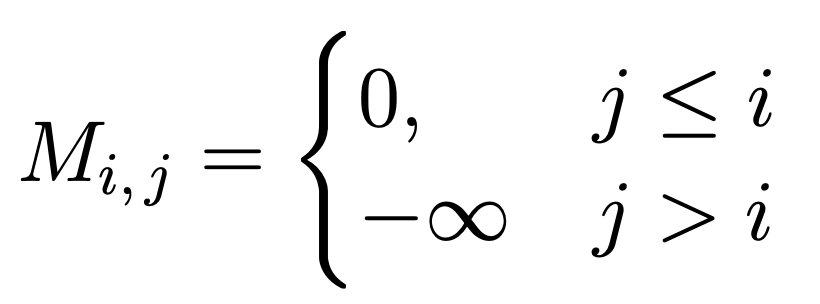 M_{i,j} = \begin{cases} 0, & j \leq i \\ -\infty & j > i \end{cases}